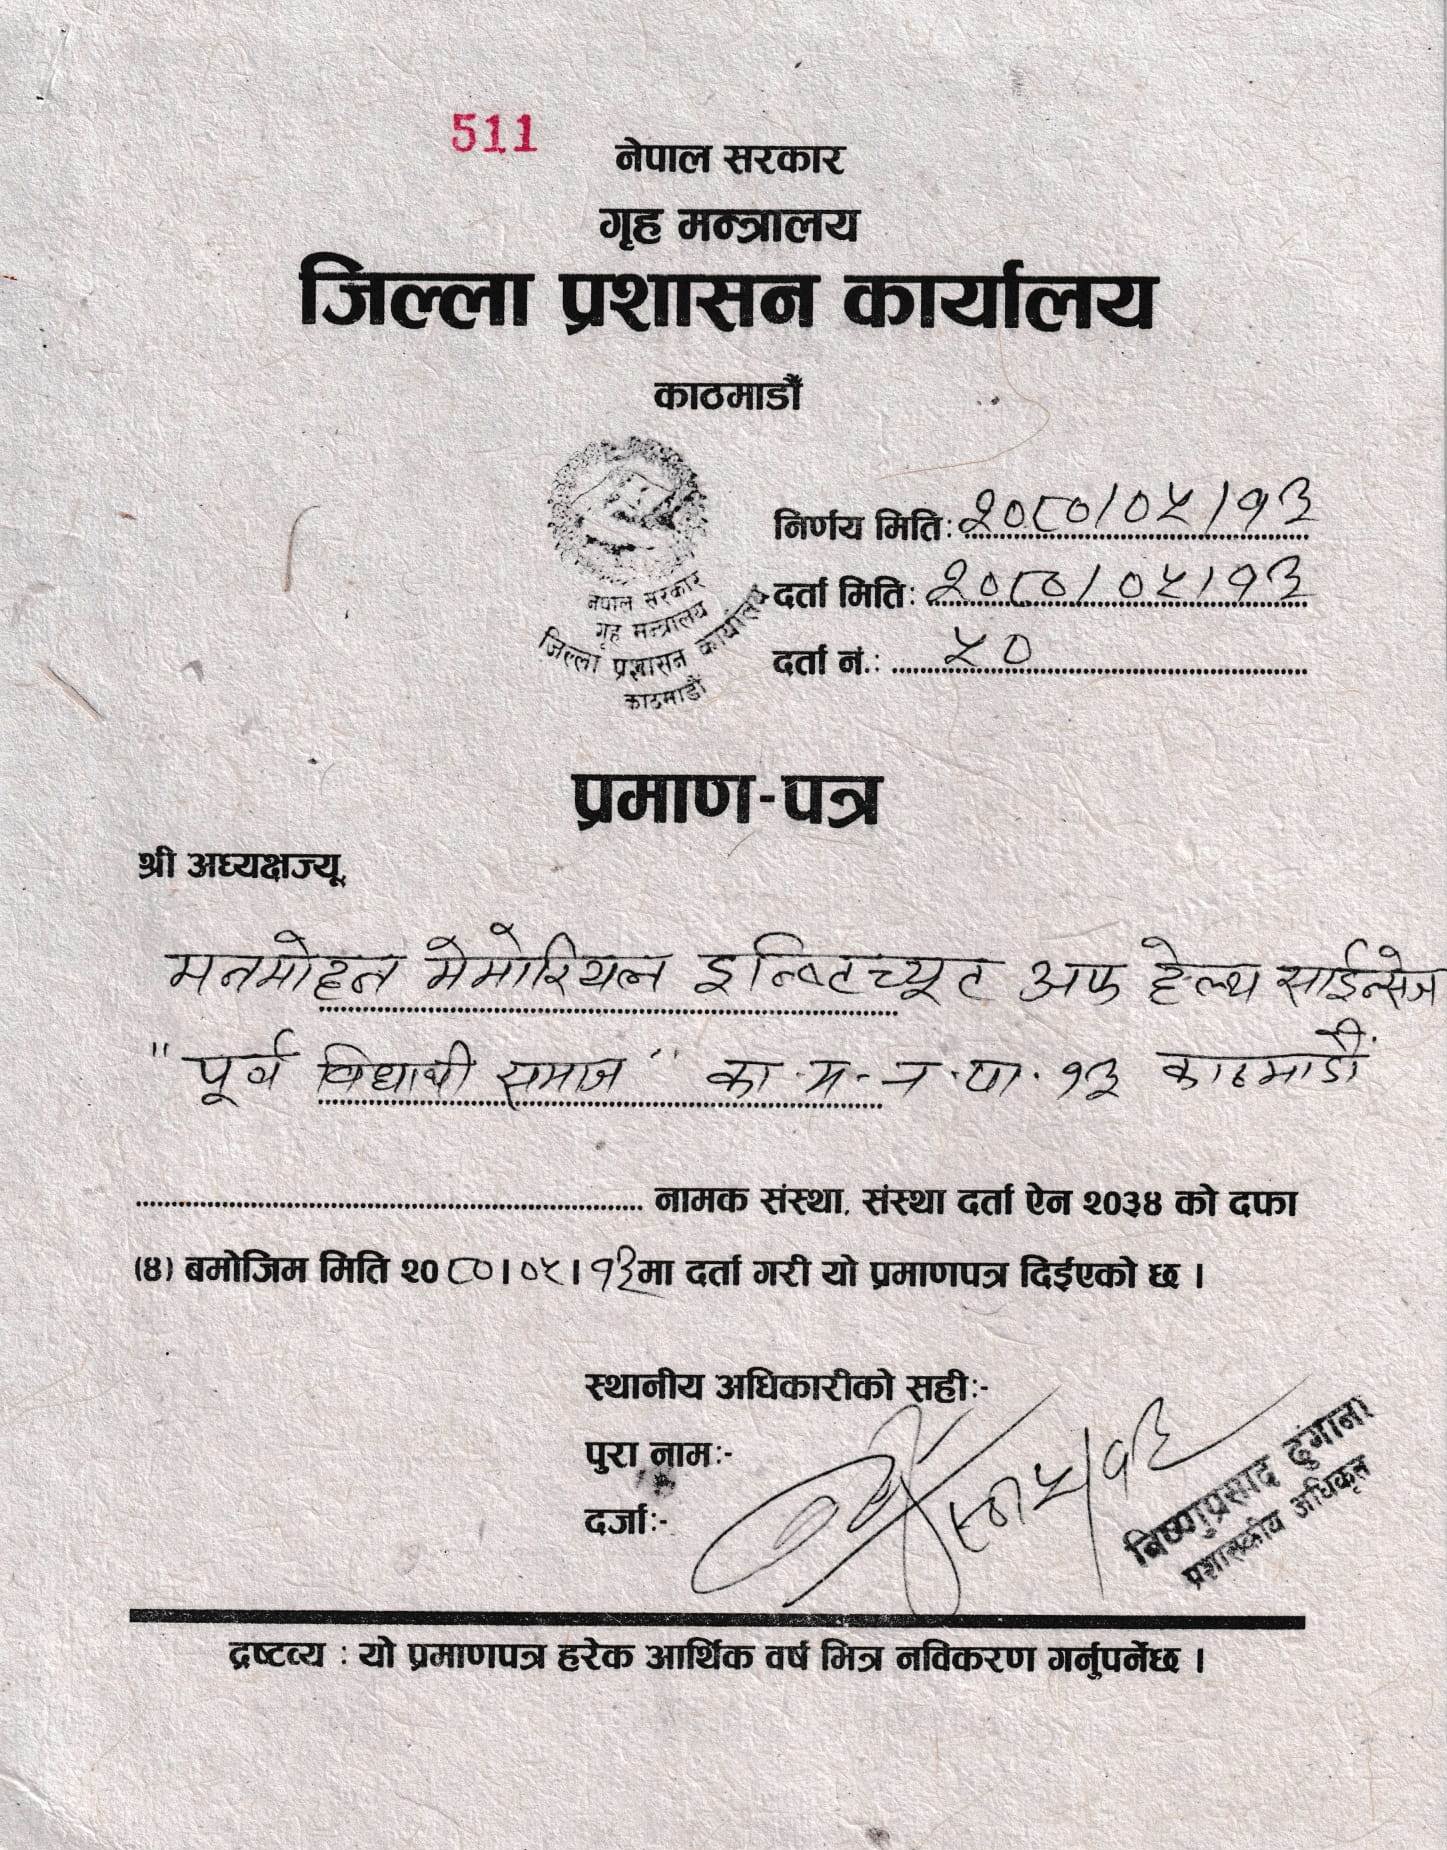 511
नेपाल सरकार
गृह मन्त्रालय
जिल्ला प्रशासन कार्यालय
काठमाडौँ
नेपाल सरकार
गृह मन्त्रालय
जिल्ला प्रशासन कार्यालय
काठमाडौं
निर्णय मिति: २०८०/०५/१३
दर्ता मिति: २०८०/०५/१३
दर्ता नं.: ५०
प्रमाण-पत्र
श्री अध्यक्षज्यू,
मनमोहन मेमोरियल इन्ष्टिच्यूट अफ हेल्थ साईन्सेज
"पूर्व विद्यार्थी समाज" का.म.न.पा. १३ काठमाडौं
नामक संस्था, संस्था दर्ता ऐन २०३४ को दफा
(४) बमोजिम मिति २०८०।०५।१३मा दर्ता गरी यो प्रमाणपत्र दिईएको छ ।
स्थानीय अधिकारीको सहीः-
पुरा नामः-
दर्जाः-
विष्णुप्रसाद ढुंगाना
प्रशासकीय अधिकृत
द्रष्टव्य : यो प्रमाणपत्र हरेक आर्थिक वर्ष भित्र नविकरण गर्नुपर्नेछ ।